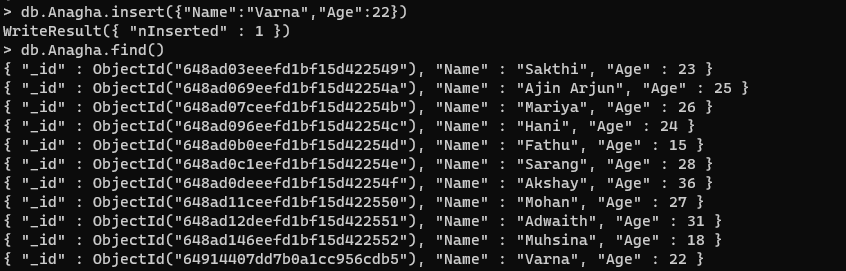 > db.Anagha.insert({"Name":"Varna","Age":22})
WriteResult({ "nInserted" : 1 })
> db.Anagha.find()
{ "_id" : ObjectId("648ad03eeefd1bf15d422549"), "Name" : "Sakthi", "Age" : 23 }
{ "_id" : ObjectId("648ad069eefd1bf15d42254a"), "Name" : "Ajin Arjun", "Age" : 25 }
{ "_id" : ObjectId("648ad07ceefd1bf15d42254b"), "Name" : "Mariya", "Age" : 26 }
{ "_id" : ObjectId("648ad096eefd1bf15d42254c"), "Name" : "Hani", "Age" : 24 }
{ "_id" : ObjectId("648ad0b0eefd1bf15d42254d"), "Name" : "Fathu", "Age" : 15 }
{ "_id" : ObjectId("648ad0c1eefd1bf15d42254e"), "Name" : "Sarang", "Age" : 28 }
{ "_id" : ObjectId("648ad0deeefd1bf15d42254f"), "Name" : "Akshay", "Age" : 36 }
{ "_id" : ObjectId("648ad11ceefd1bf15d422550"), "Name" : "Mohan", "Age" : 27 }
{ "_id" : ObjectId("648ad12deefd1bf15d422551"), "Name" : "Adwaith", "Age" : 31 }
{ "_id" : ObjectId("648ad146eefd1bf15d422552"), "Name" : "Muhsina", "Age" : 18 }
{ "_id" : ObjectId("64914407dd7b0a1cc956cdb5"), "Name" : "Varna", "Age" : 22 }